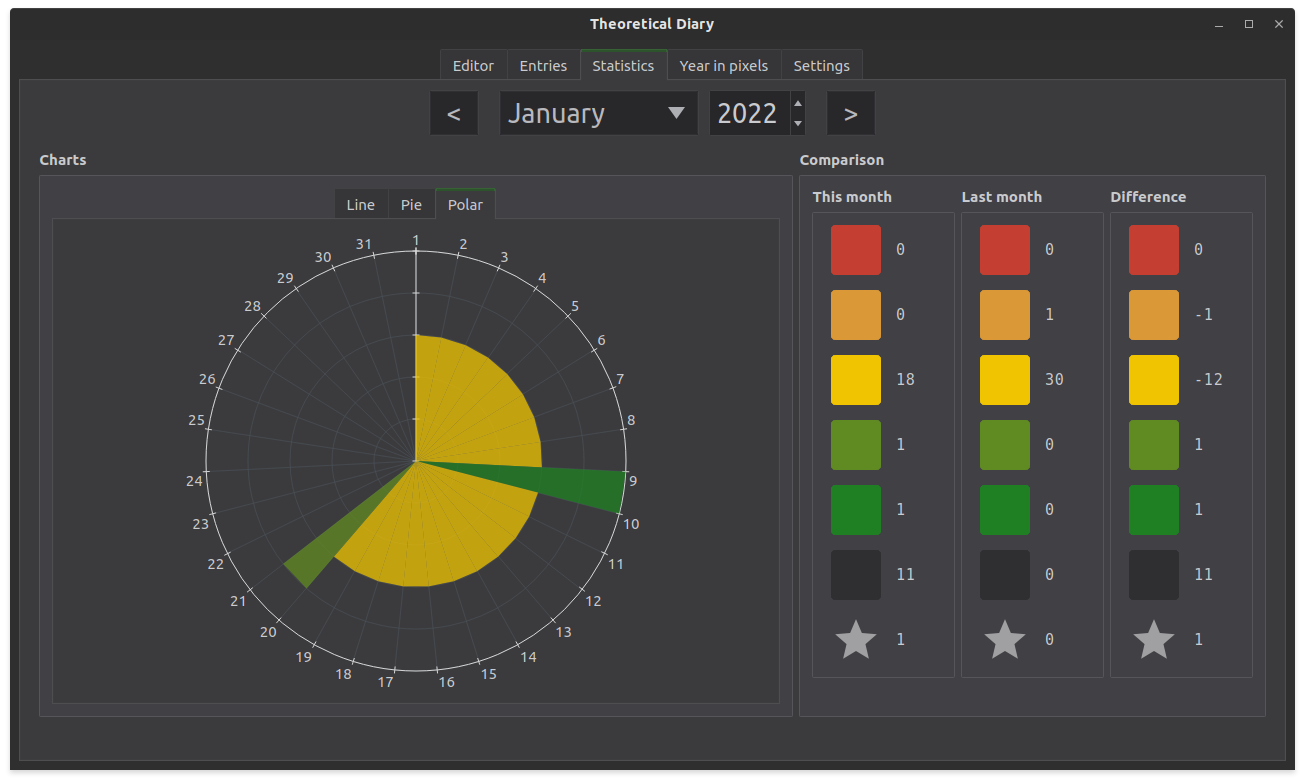 Theoretical Diary
Editor Entries Statistics Year in pixels Settings
< January 2022 >
Charts
Line Pie Polar
1
2
3
4
5
6
7
8
9
10
11
12
13
14
15
16
17
18
19
20
21
22
23
24
25
26
27
28
29
30
31
Comparison
This month Last month Difference
0 0 0
0 1 -1
18 30 -12
1 0 1
1 0 1
11 0 11
1 0 1